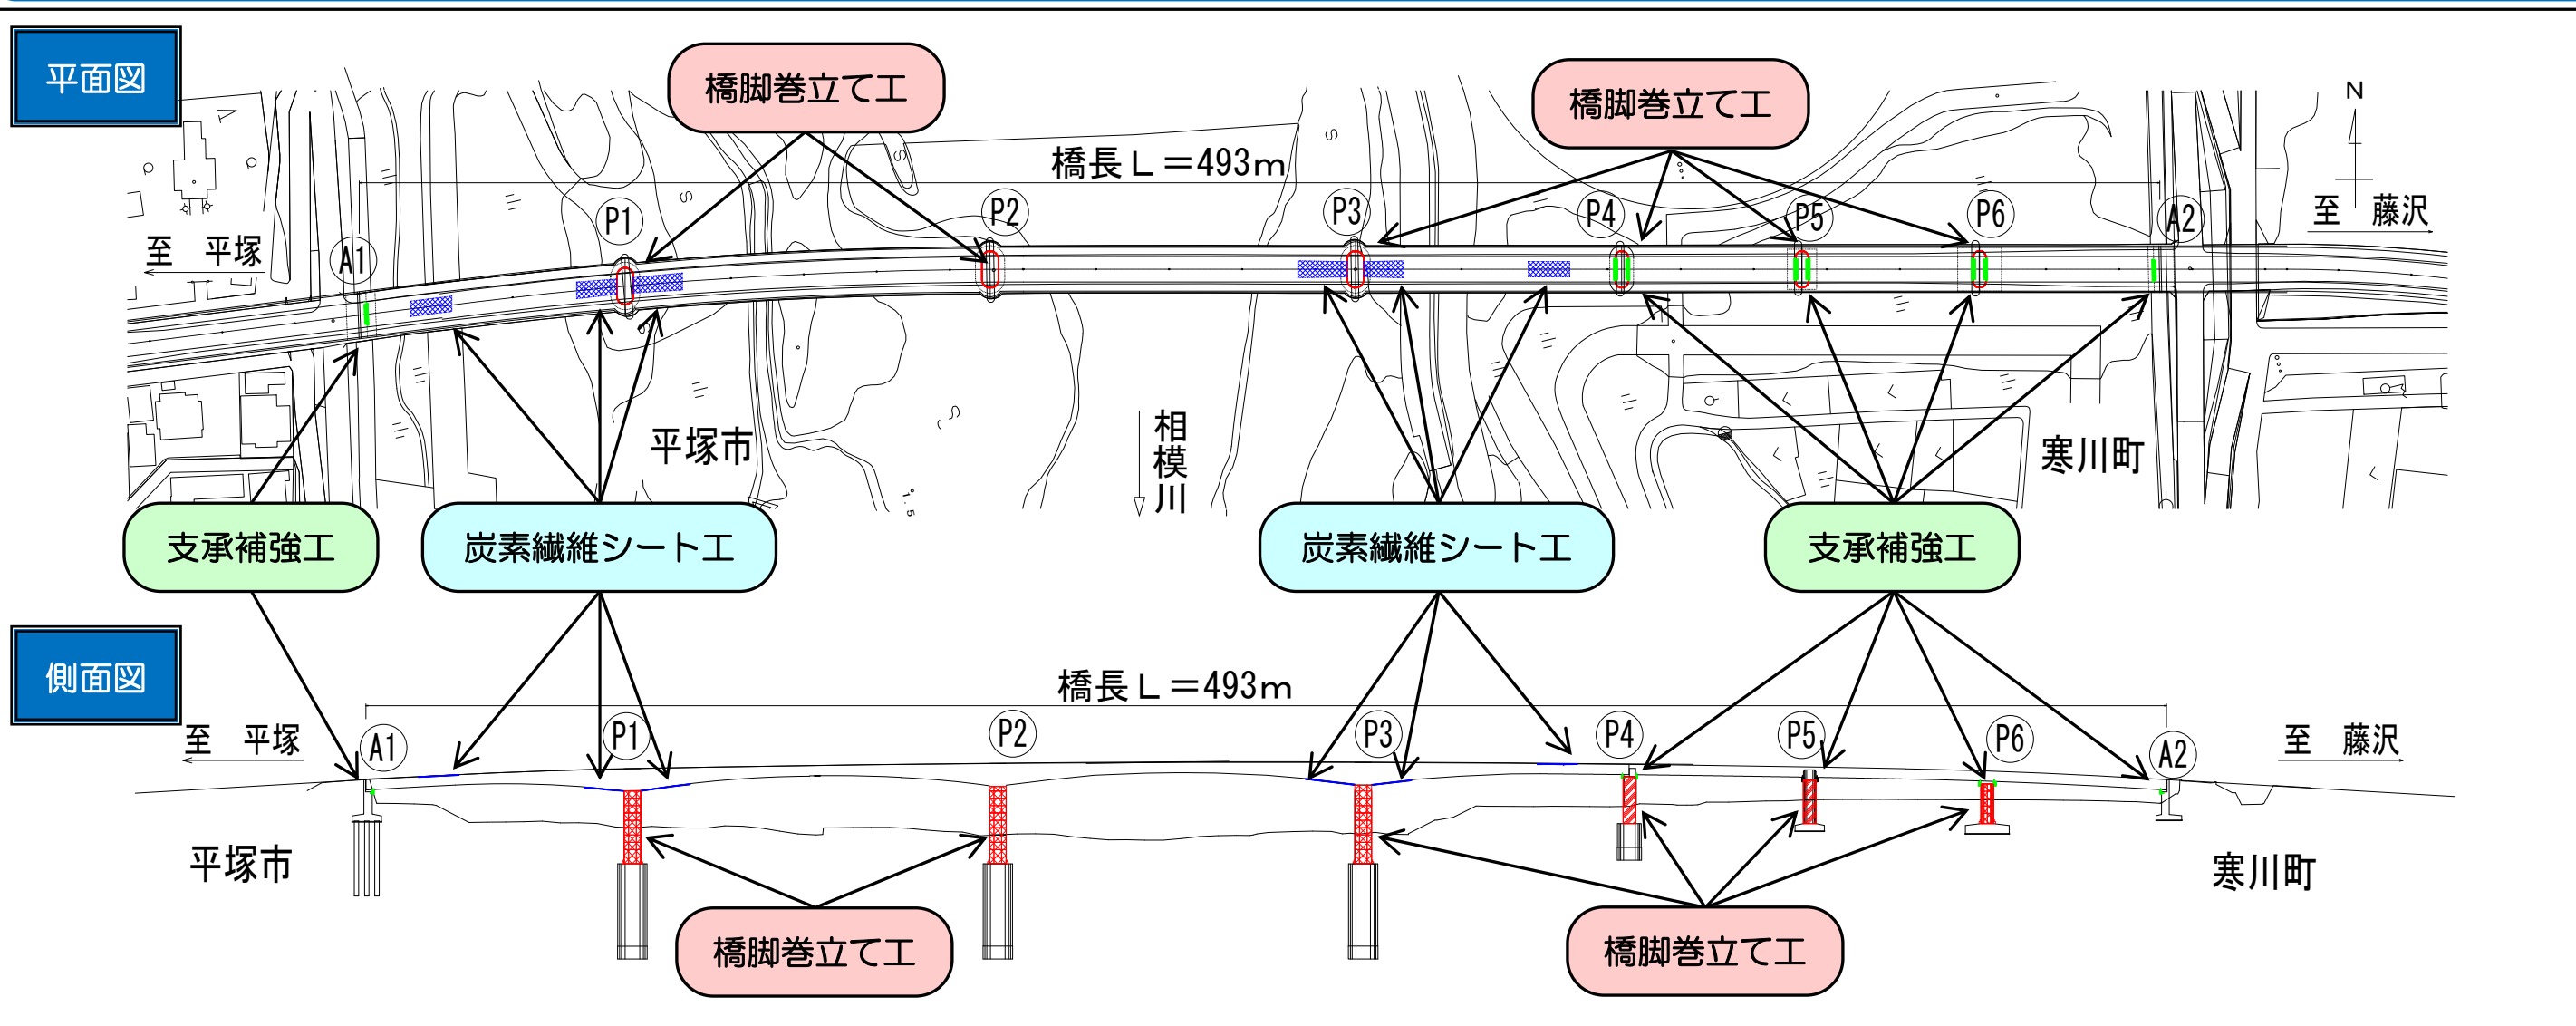 平面図
橋脚巻立て工
橋脚巻立て工
N
橋長L=493m
至 平塚
A1
P1
P2
P3
P4
P5
P6
A2
至 藤沢
平塚市
相模川
寒川町
支承補強工
炭素繊維シート工
炭素繊維シート工
支承補強工
側面図
橋長L=493m
至 平塚
A1
P1
P2
P3
P4
P5
P6
A2
至 藤沢
平塚市
寒川町
橋脚巻立て工
橋脚巻立て工